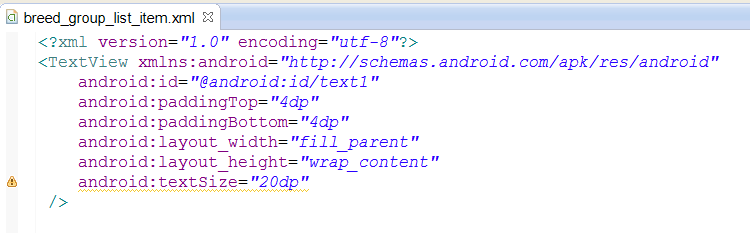 breed_group_list_item.xml
<?xml version="1.0" encoding="utf-8"?>
<TextView xmlns:android="http://schemas.android.com/apk/res/android"
android:id="@android:id/text1"
android:paddingTop="4dp"
android:paddingBottom="4dp"
android:layout_width="fill_parent"
android:layout_height="wrap_content"
android:textSize="20dp"
/>